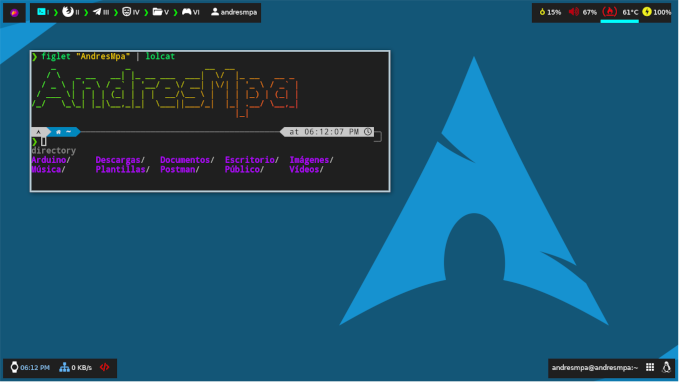 I II III IV V VI andresmpa
15% 67% 61°C 100%
❯ figlet "AndresMpa" | lolcat
AndresMpa
~ at 06:12:07 PM
❯
directory
Arduino/ Descargas/ Documentos/ Escritorio/ Imágenes/
Música/ Plantillas/ Postman/ Público/ Vídeos/
06:12 PM 0 KB/s </>
andresmpa@andresmpa:~